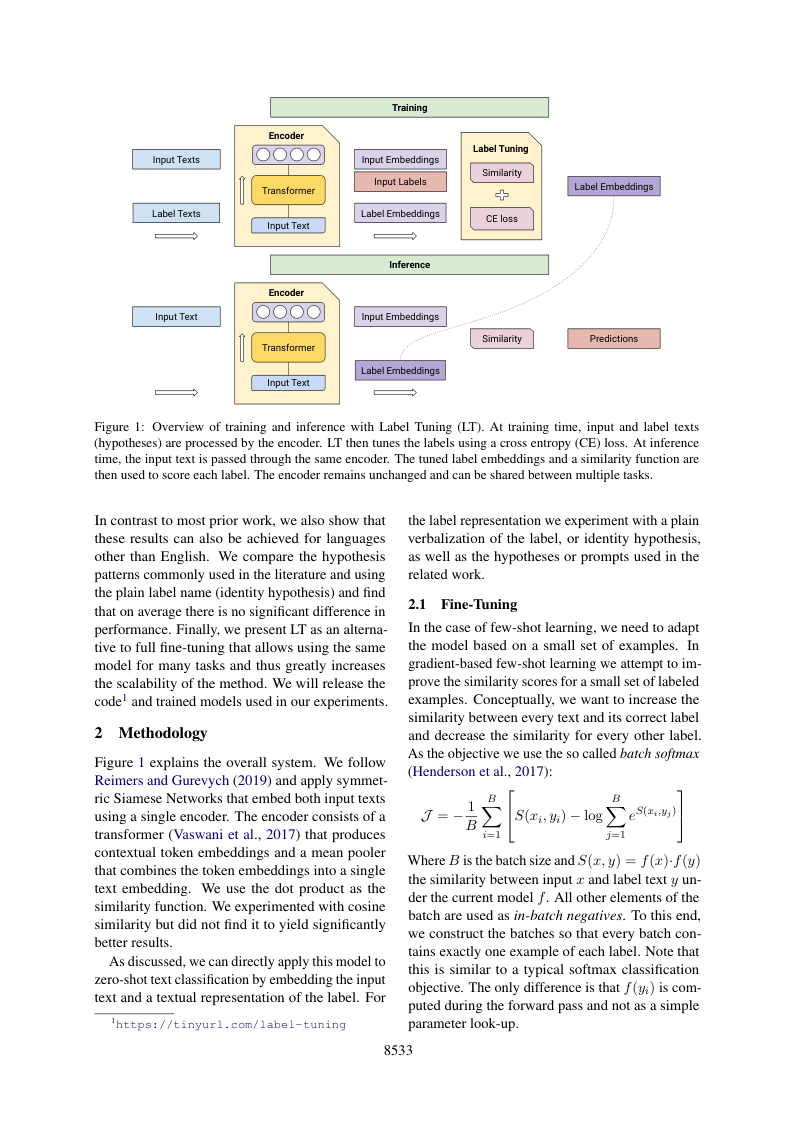 Training
Encoder
Input Texts
Label Texts
Transformer
Input Text
Input Embeddings
Input Labels
Label Embeddings
Label Tuning
Similarity
CE loss
Label Embeddings
Inference
Encoder
Input Text
Transformer
Input Text
Input Embeddings
Label Embeddings
Similarity
Predictions
Figure 1: Overview of training and inference with Label Tuning (LT). At training time, input and label texts
(hypotheses) are processed by the encoder. LT then tunes the labels using a cross entropy (CE) loss. At inference
time, the input text is passed through the same encoder. The tuned label embeddings and a similarity function are
then used to score each label. The encoder remains unchanged and can be shared between multiple tasks.
In contrast to most prior work, we also show that
these results can also be achieved for languages
other than English. We compare the hypothesis
patterns commonly used in the literature and using
the plain label name (identity hypothesis) and find
that on average there is no significant difference in
performance. Finally, we present LT as an alterna-
tive to full fine-tuning that allows using the same
model for many tasks and thus greatly increases
the scalability of the method. We will release the
code1 and trained models used in our experiments.
2 Methodology
Figure 1 explains the overall system. We follow
Reimers and Gurevych (2019) and apply symmet-
ric Siamese Networks that embed both input texts
using a single encoder. The encoder consists of a
transformer (Vaswani et al., 2017) that produces
contextual token embeddings and a mean pooler
that combines the token embeddings into a single
text embedding. We use the dot product as the
similarity function. We experimented with cosine
similarity but did not find it to yield significantly
better results.
As discussed, we can directly apply this model to
zero-shot text classification by embedding the input
text and a textual representation of the label. For
1https://tinyurl.com/label-tuning
the label representation we experiment with a plain
verbalization of the label, or identity hypothesis,
as well as the hypotheses or prompts used in the
related work.
2.1 Fine-Tuning
In the case of few-shot learning, we need to adapt
the model based on a small set of examples. In
gradient-based few-shot learning we attempt to im-
prove the similarity scores for a small set of labeled
examples. Conceptually, we want to increase the
similarity between every text and its correct label
and decrease the similarity for every other label.
As the objective we use the so called batch softmax
(Henderson et al., 2017):
𝒥 = −1/B ∑_{i=1}^{B} [S(x_i, y_i) − log ∑_{j=1}^{B} e^{S(x_i,y_j)}]
Where B is the batch size and S(x, y) = f(x)·f(y)
the similarity between input x and label text y un-
der the current model f. All other elements of the
batch are used as in-batch negatives. To this end,
we construct the batches so that every batch con-
tains exactly one example of each label. Note that
this is similar to a typical softmax classification
objective. The only difference is that f(y_i) is com-
puted during the forward pass and not as a simple
parameter look-up.
8533